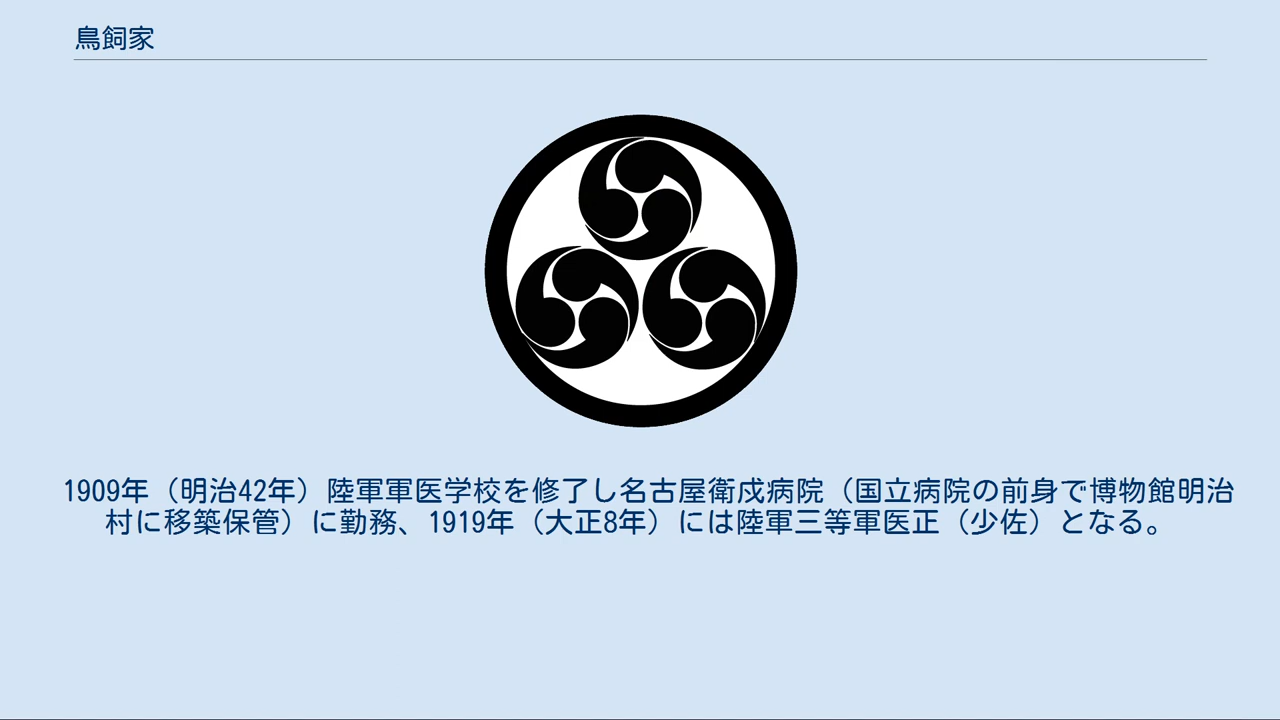 鳥飼家
1909年（明治42年）陸軍軍医学校を修了し名古屋衛戍病院（国立病院の前身で博物館明治
村に移築保管）に勤務、1919年（大正8年）には陸軍三等軍医正（少佐）となる。